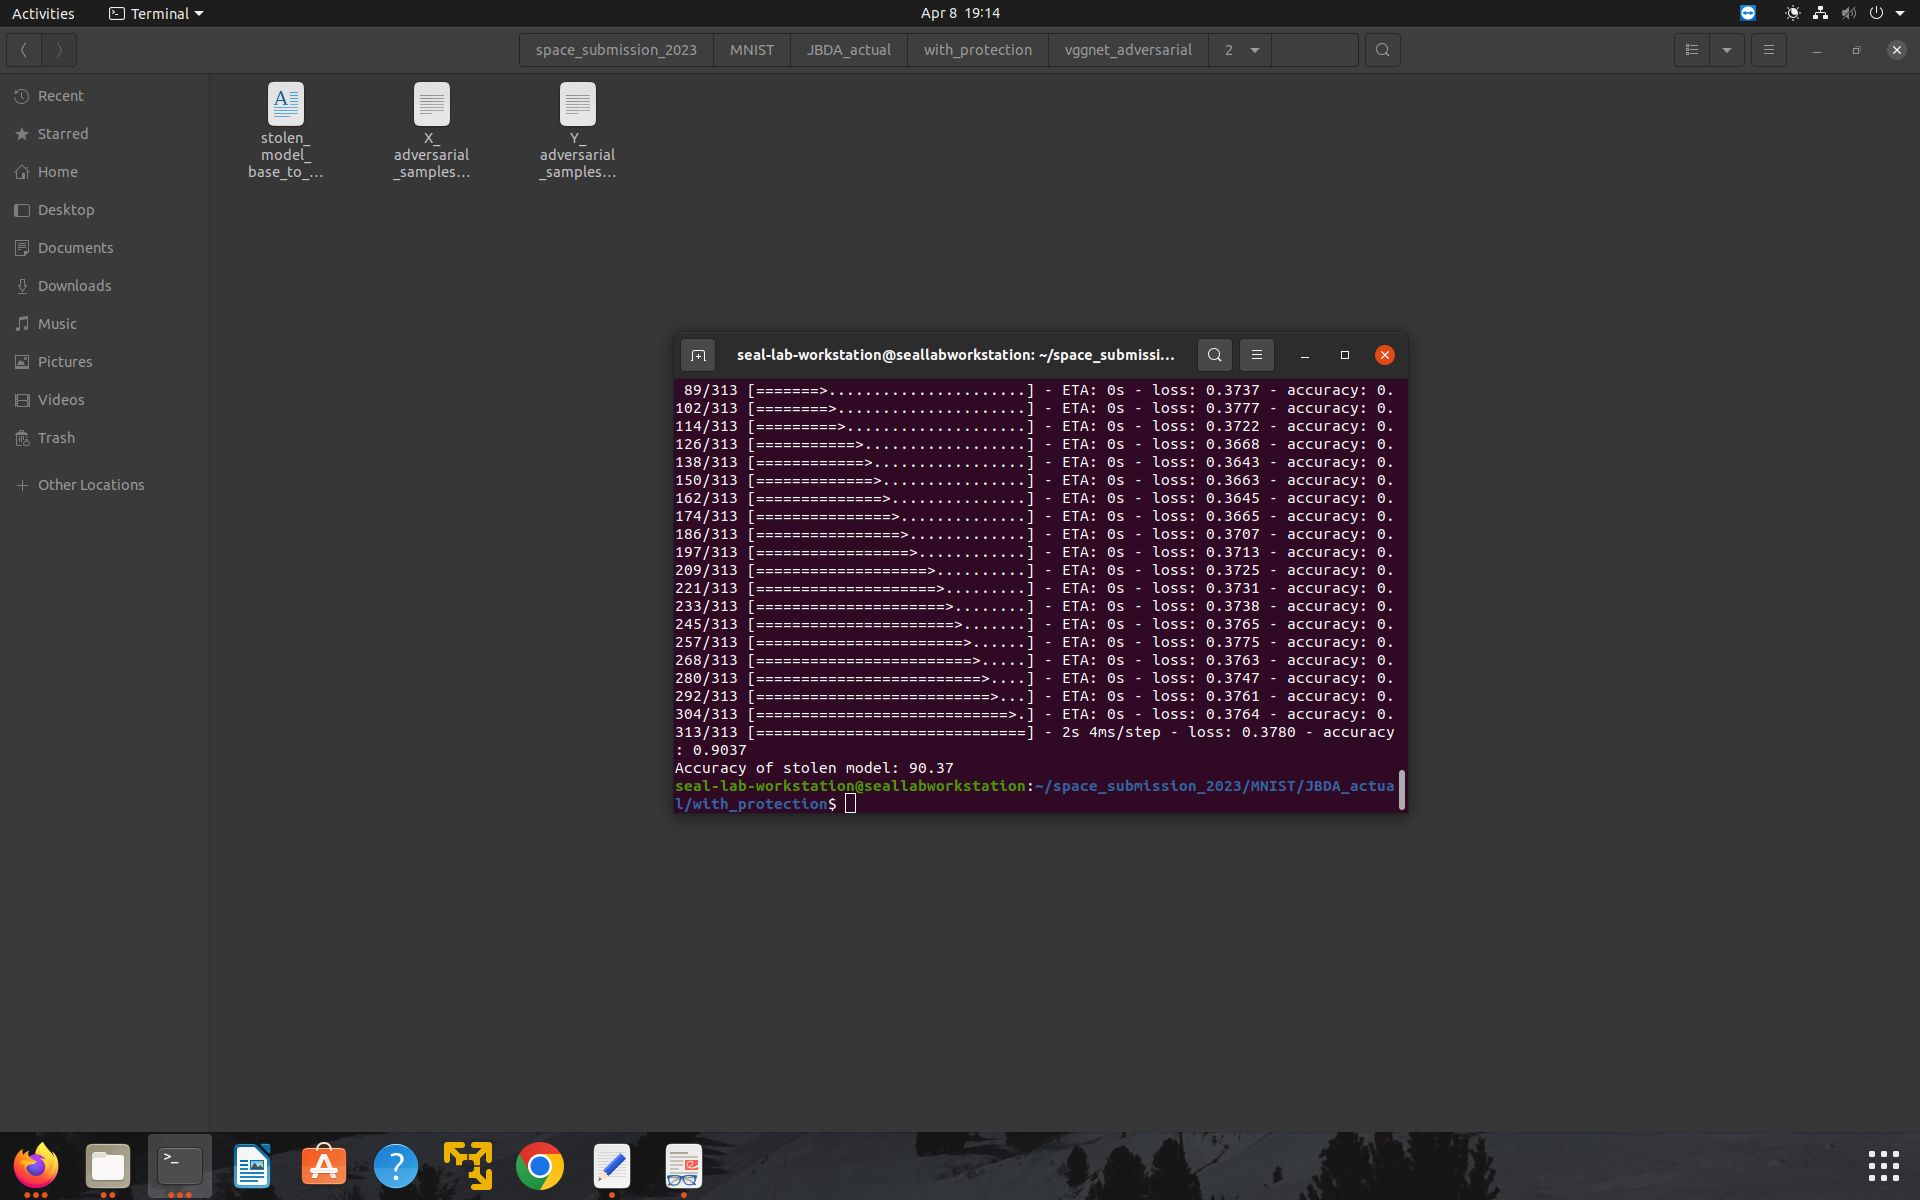 Activities
Terminal
Apr 8 19:14
space_submission_2023
MNIST
JBDA_actual
with_protection
vggnet_adversarial
2
Recent
Starred
Home
Desktop
Documents
Downloads
Music
Pictures
Videos
Trash
Other Locations
stolen_
model_
base_to_...
X_
adversarial
_samples...
Y_
adversarial
_samples...
seal-lab-workstation@seallabworkstation: ~/space_submissi...
89/313 [=======>......................] - ETA: 0s - loss: 0.3737 - accuracy: 0.
102/313 [========>.....................] - ETA: 0s - loss: 0.3777 - accuracy: 0.
114/313 [=========>....................] - ETA: 0s - loss: 0.3722 - accuracy: 0.
126/313 [===========>..................] - ETA: 0s - loss: 0.3668 - accuracy: 0.
138/313 [============>.................] - ETA: 0s - loss: 0.3643 - accuracy: 0.
150/313 [=============>................] - ETA: 0s - loss: 0.3663 - accuracy: 0.
162/313 [==============>...............] - ETA: 0s - loss: 0.3645 - accuracy: 0.
174/313 [===============>..............] - ETA: 0s - loss: 0.3665 - accuracy: 0.
186/313 [================>.............] - ETA: 0s - loss: 0.3707 - accuracy: 0.
197/313 [=================>............] - ETA: 0s - loss: 0.3713 - accuracy: 0.
209/313 [===================>..........] - ETA: 0s - loss: 0.3725 - accuracy: 0.
221/313 [====================>.........] - ETA: 0s - loss: 0.3731 - accuracy: 0.
233/313 [=====================>........] - ETA: 0s - loss: 0.3738 - accuracy: 0.
245/313 [======================>.......] - ETA: 0s - loss: 0.3765 - accuracy: 0.
257/313 [=======================>......] - ETA: 0s - loss: 0.3775 - accuracy: 0.
268/313 [========================>.....] - ETA: 0s - loss: 0.3763 - accuracy: 0.
280/313 [=========================>....] - ETA: 0s - loss: 0.3747 - accuracy: 0.
292/313 [==========================>...] - ETA: 0s - loss: 0.3761 - accuracy: 0.
304/313 [============================>.] - ETA: 0s - loss: 0.3764 - accuracy: 0.
313/313 [==============================] - 2s 4ms/step - loss: 0.3780 - accuracy
: 0.9037
Accuracy of stolen model: 90.37
seal-lab-workstation@seallabworkstation:~/space_submission_2023/MNIST/JBDA_actua
l/with_protection$